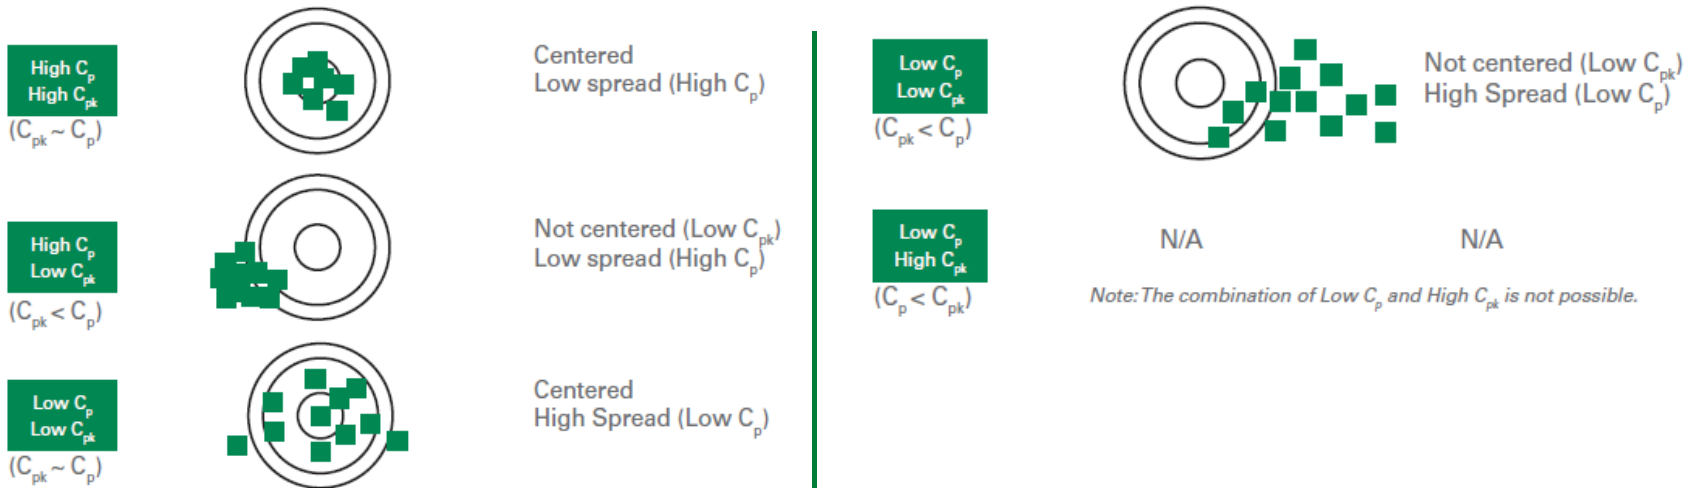 High Cp
High Cpk
(Cpk ~ Cp)
Centered
Low spread (High Cp)
High Cp
Low Cpk
(Cpk < Cp)
Not centered (Low Cpk)
Low spread (High Cp)
Low Cp
Low Cpk
(Cpk ~ Cp)
Centered
High Spread (Low Cp)
Low Cp
Low Cpk
(Cpk < Cp)
Not centered (Low Cpk)
High Spread (Low Cp)
Low Cp
High Cpk
(Cp < Cpk)
N/A N/A
Note: The combination of Low Cp and High Cpk is not possible.